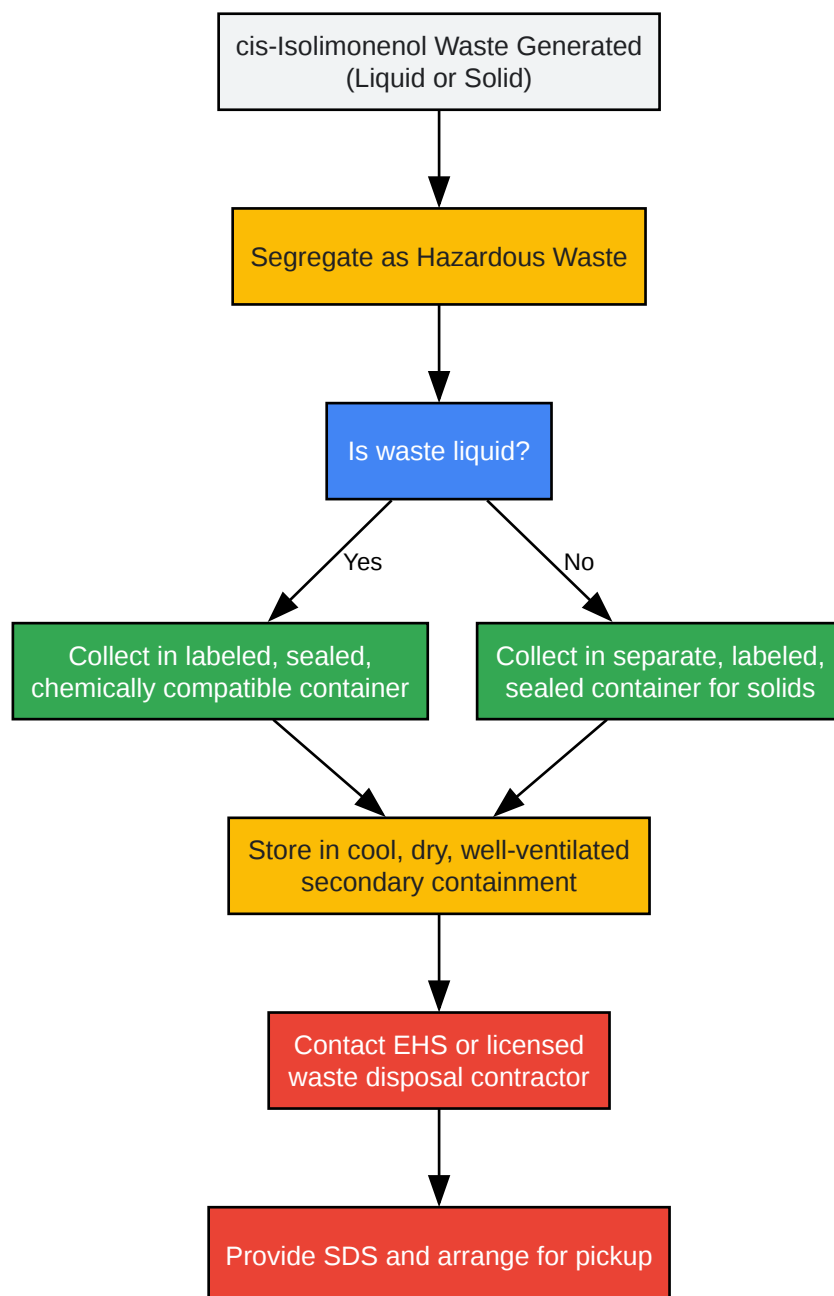 cis-Isolimonenol Waste Generated
(Liquid or Solid)
Segregate as Hazardous Waste
Is waste liquid?
Yes
No
Collect in labeled, sealed,
chemically compatible container
Collect in separate, labeled,
sealed container for solids
Store in cool, dry, well-ventilated
secondary containment
Contact EHS or licensed
waste disposal contractor
Provide SDS and arrange for pickup